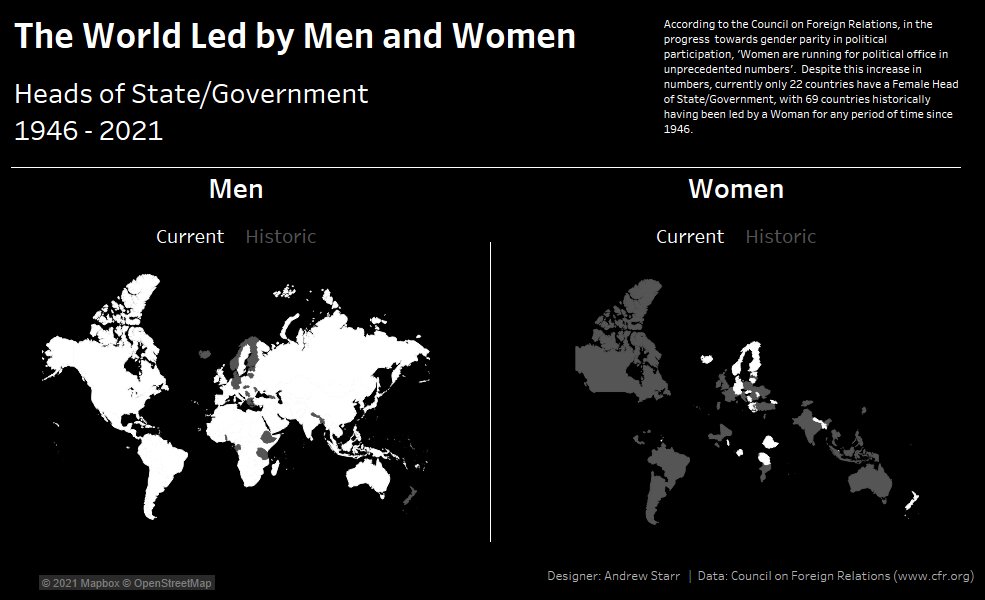 The World Led by Men and Women
Heads of State/Government
1946 - 2021
According to the Council on Foreign Relations, in the
progress towards gender parity in political
participation, 'Women are running for political office in
unprecedented numbers'. Despite this increase in
numbers, currently only 22 countries have a Female Head
of State/Government, with 69 countries historically
having been led by a Woman for any period of time since
1946.
Men
Current Historic
Women
Current Historic
© 2021 Mapbox © OpenStreetMap
Designer: Andrew Starr | Data: Council on Foreign Relations (www.cfr.org)